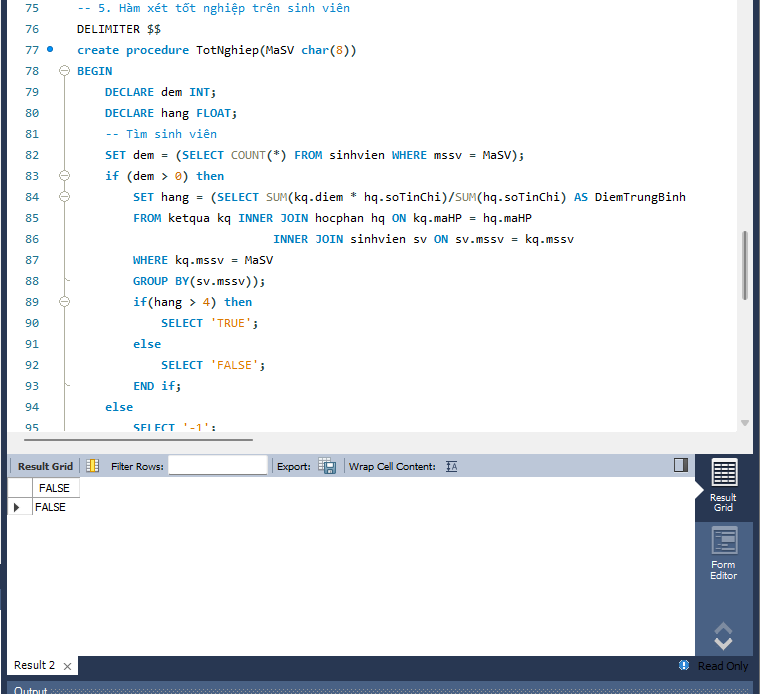 75 -- 5. Hàm xét tốt nghiệp trên sinh viên
76 DELIMITER $$
77 create procedure TotNghiep(MaSV char(8))
78 BEGIN
79 DECLARE dem INT;
80 DECLARE hang FLOAT;
81 -- Tìm sinh viên
82 SET dem = (SELECT COUNT(*) FROM sinhvien WHERE mssv = MaSV);
83 if (dem > 0) then
84 SET hang = (SELECT SUM(kq.diem * hq.soTinChi)/SUM(hq.soTinChi) AS DiemTrungBinh
85 FROM ketqua kq INNER JOIN hocphan hq ON kq.maHP = hq.maHP
86 INNER JOIN sinhvien sv ON sv.mssv = kq.mssv
87 WHERE kq.mssv = MaSV
88 GROUP BY(sv.mssv));
89 if(hang > 4) then
90 SELECT 'TRUE';
91 else
92 SELECT 'FALSE';
93 END if;
94 else
95 SELECT '-1';
Result Grid Filter Rows: Export: Wrap Cell Content:
FALSE
FALSE
Result
Grid
Form
Editor
Result 2
Read Only
Output